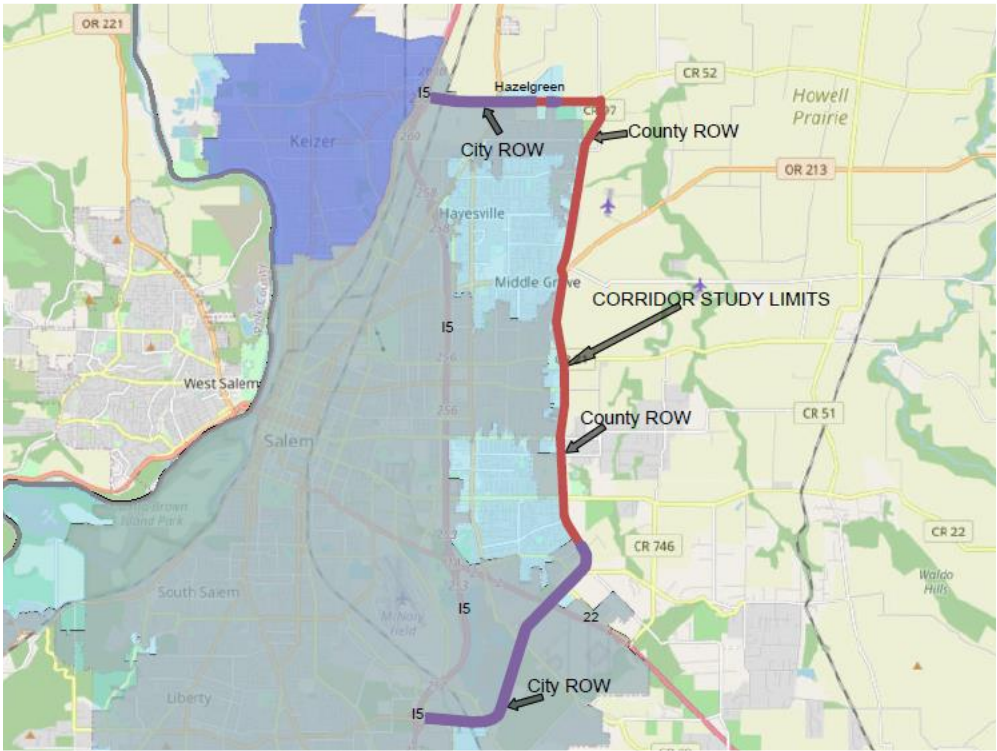 OR 221
I5
Hazelgreen
CR 52
Howell
Prairie
Keizer
City ROW
County ROW
OR 213
Hayesville
Middle Grove
CORRIDOR STUDY LIMITS
I5
256
West Salem
256
Salem
County ROW
CR 51
CR 746
CR 22
Waldo
Hills
South Salem
I5
22
Liberty
City ROW
I5